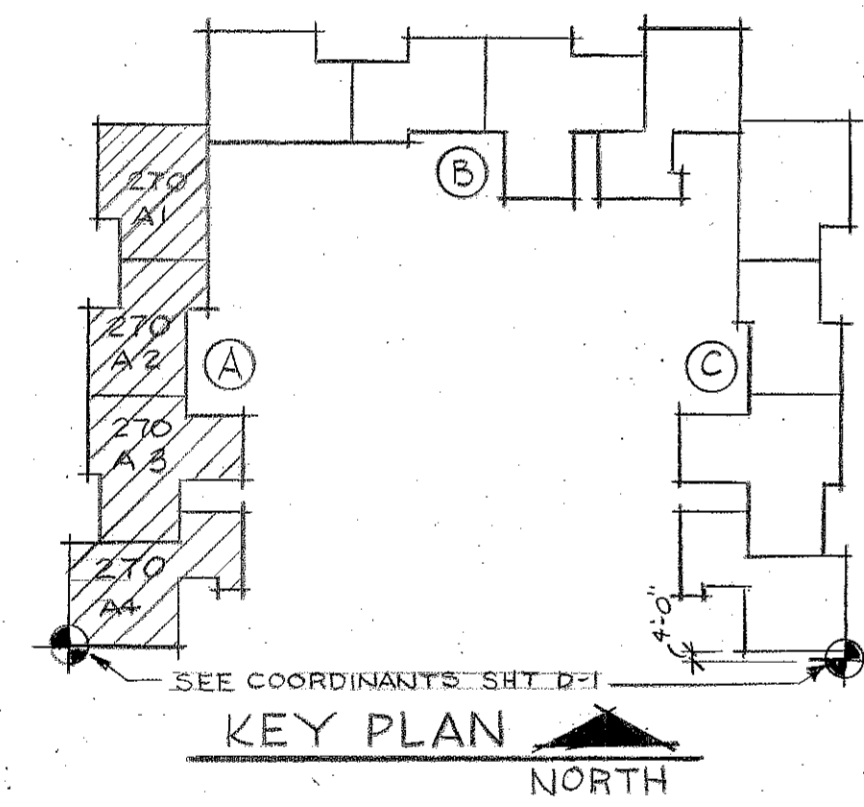 B
270
A1
270
A2
A
C
270
A3
270
A4
4'-0"
SEE COORDINANTS SHT D-1
KEY PLAN
NORTH